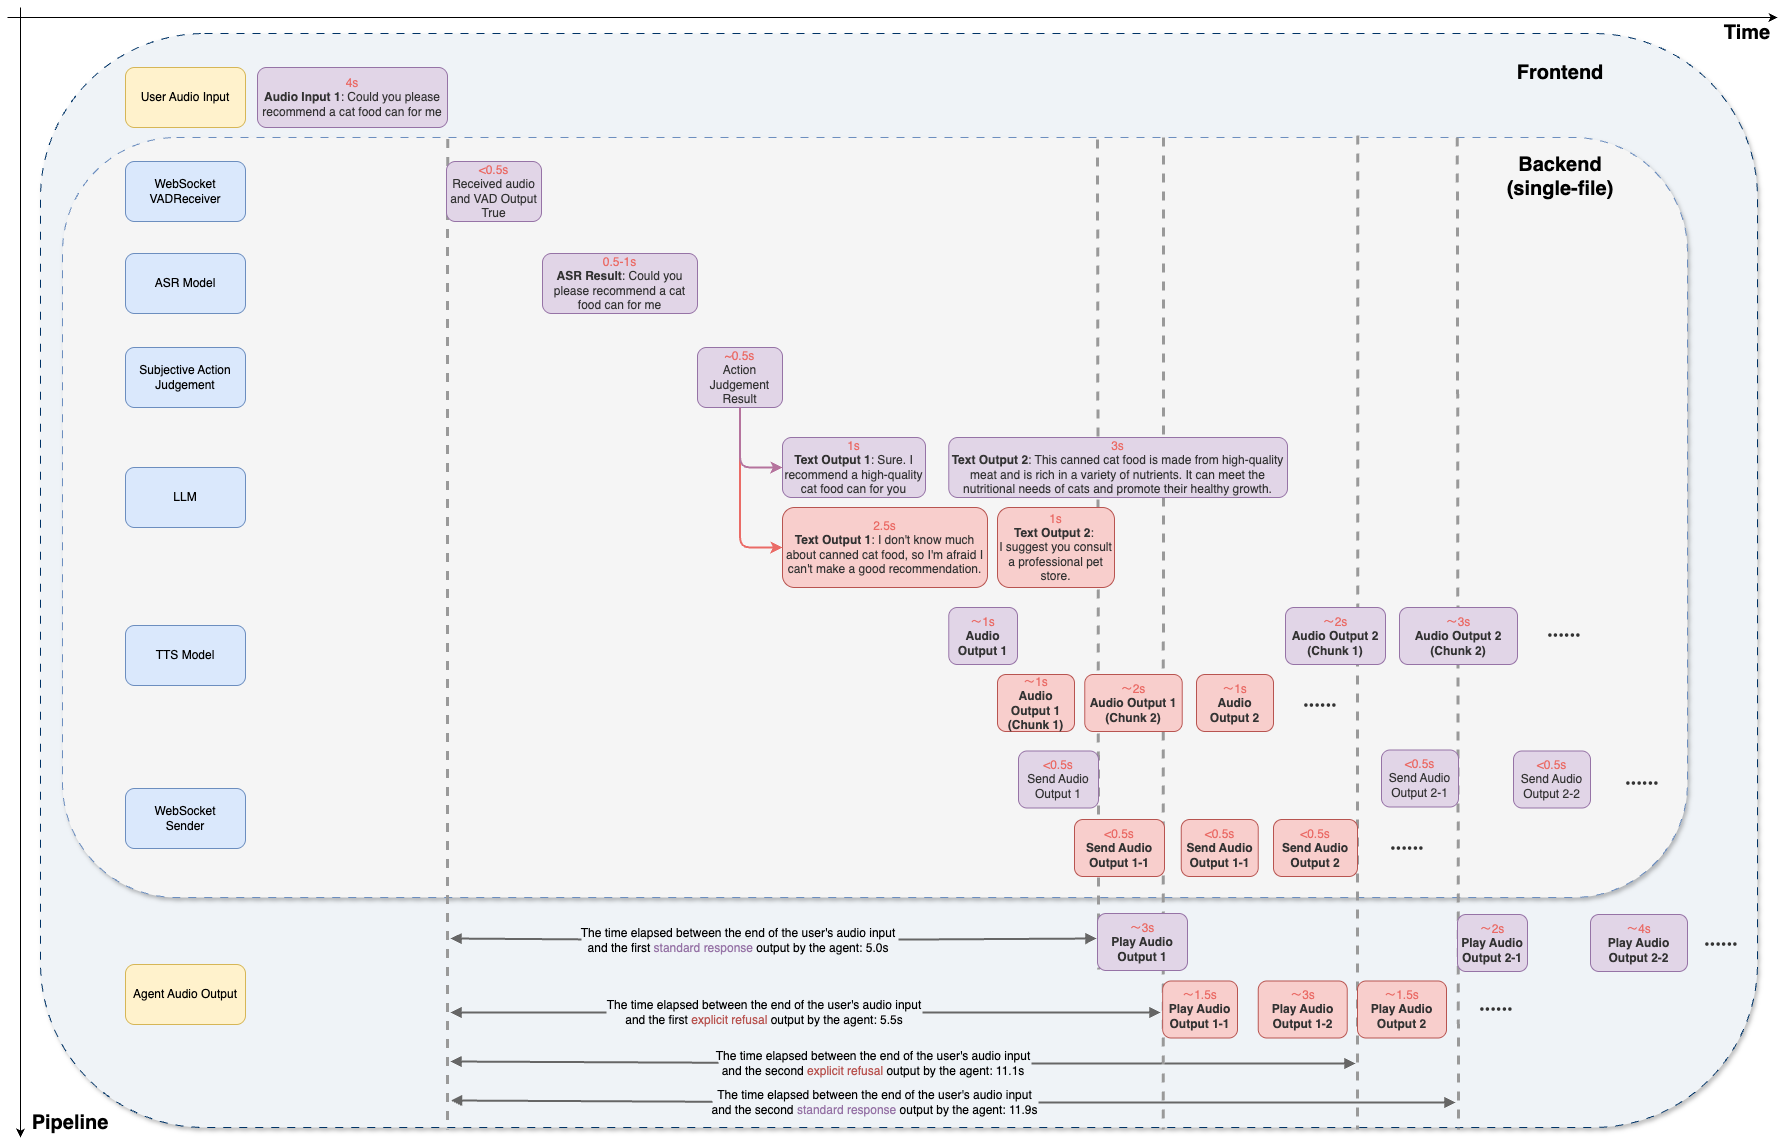 Time
Frontend
User Audio Input
4s
Audio Input 1: Could you please
recommend a cat food can for me
Backend
(single-file)
WebSocket
VADReceiver
<0.5s
Received audio
and VAD Output
True
ASR Model
0.5-1s
ASR Result: Could you
please recommend a cat
food can for me
Subjective Action
Judgement
~0.5s
Action
Judgement
Result
LLM
1s
Text Output 1: Sure. I
recommend a high-quality
cat food can for you
3s
Text Output 2: This canned cat food is made from high-quality
meat and is rich in a variety of nutrients. It can meet the
nutritional needs of cats and promote their healthy growth.
2.5s
Text Output 1: I don't know much
about canned cat food, so I'm afraid I
can't make a good recommendation.
1s
Text Output 2:
I suggest you consult
a professional pet
store.
TTS Model
~1s
Audio
Output 1
~2s
Audio Output 2
(Chunk 1)
~3s
Audio Output 2
(Chunk 2)
......
~1s
Audio
Output 1
(Chunk 1)
~2s
Audio Output 1
(Chunk 2)
~1s
Audio
Output 2
......
WebSocket
Sender
<0.5s
Send Audio
Output 1
<0.5s
Send Audio
Output 2-1
<0.5s
Send Audio
Output 2-2
......
<0.5s
Send Audio
Output 1-1
<0.5s
Send Audio
Output 1-1
<0.5s
Send Audio
Output 2
......
Agent Audio Output
The time elapsed between the end of the user's audio input
and the first standard response output by the agent: 5.0s
~3s
Play Audio
Output 1
~2s
Play Audio
Output 2-1
~4s
Play Audio
Output 2-2
......
The time elapsed between the end of the user's audio input
and the first explicit refusal output by the agent: 5.5s
~1.5s
Play Audio
Output 1-1
~3s
Play Audio
Output 1-2
~1.5s
Play Audio
Output 2
......
The time elapsed between the end of the user's audio input
and the second explicit refusal output by the agent: 11.1s
The time elapsed between the end of the user's audio input
and the second standard response output by the agent: 11.9s
Pipeline